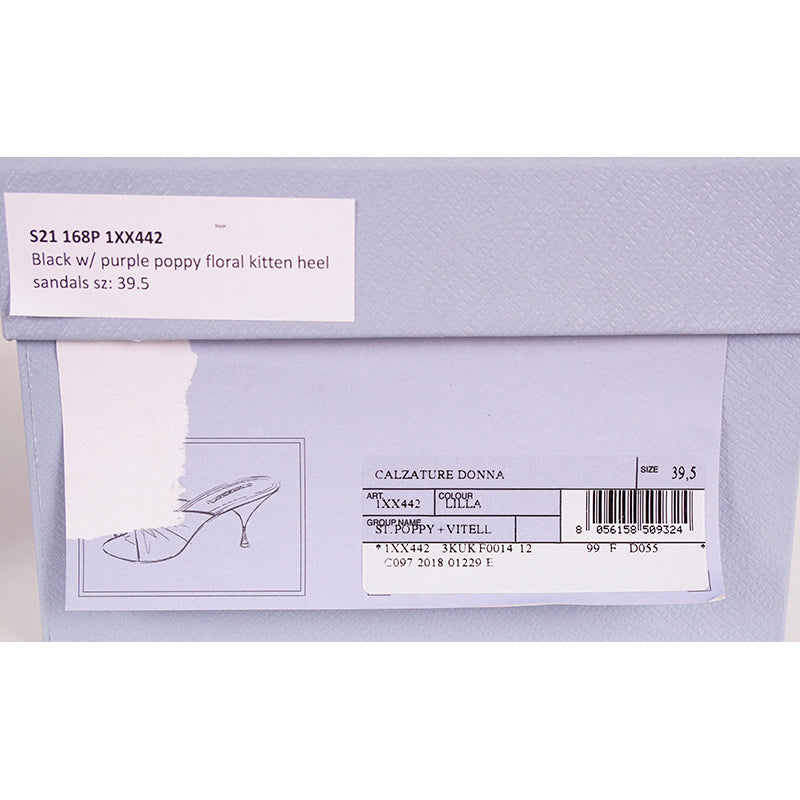 S21 168P 1XX442
Black w/ purple poppy floral kitten heel
sandals sz: 39.5
CALZATURE DONNA
SIZE 39,5
ART. 1XX442
COLOUR LILLA
GROUP NAME
ST.POPPY+VITELL
8 056158 509324
*1XX442 3KUK F0014 12 99 F D055 *
C097 2018 01229 E